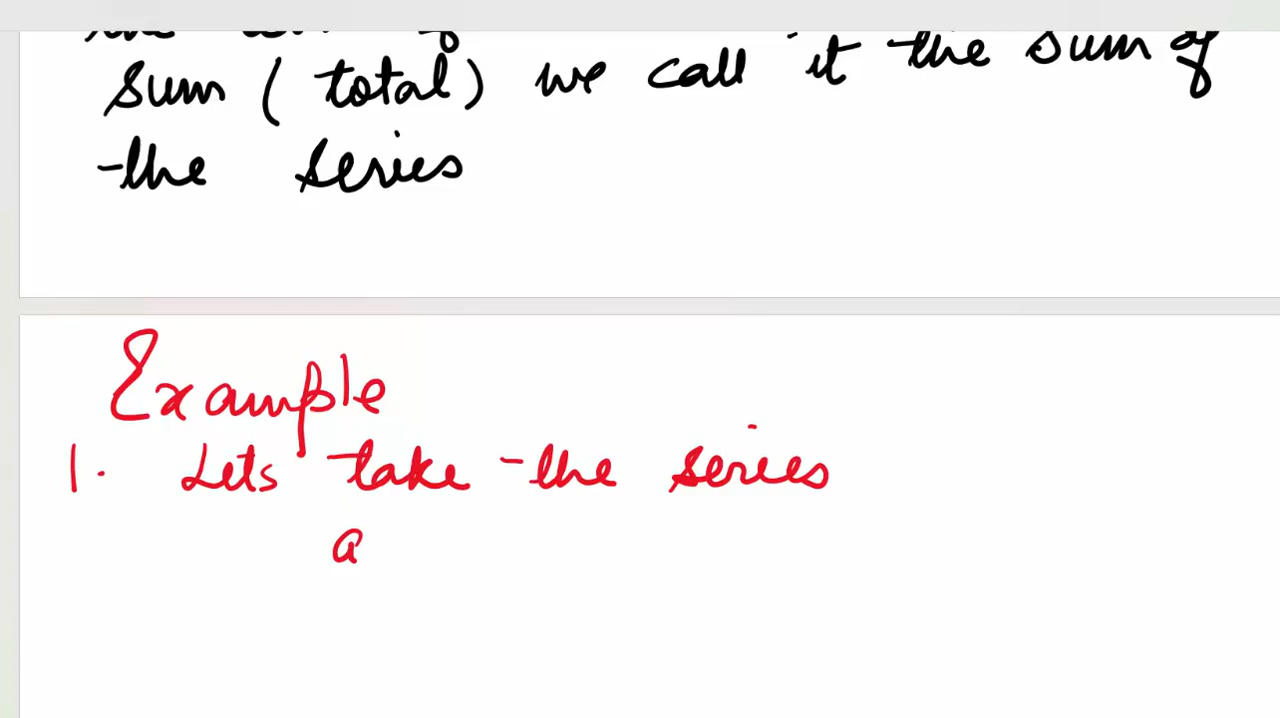 sum (total) we call it the sum of
the series
Example
1. Lets take the series
a